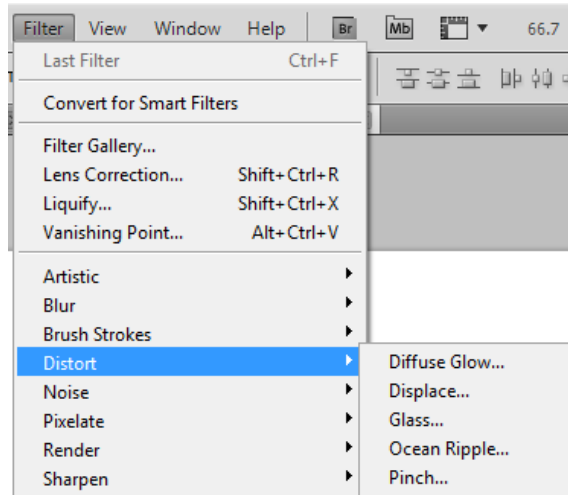 Filter View Window Help Br Mb 66.7
Last Filter Ctrl+F
Convert for Smart Filters
Filter Gallery...
Lens Correction... Shift+Ctrl+R
Liquify... Shift+Ctrl+X
Vanishing Point... Alt+Ctrl+V
Artistic
Blur
Brush Strokes
Distort
Noise
Pixelate
Render
Sharpen
Diffuse Glow...
Displace...
Glass...
Ocean Ripple...
Pinch...